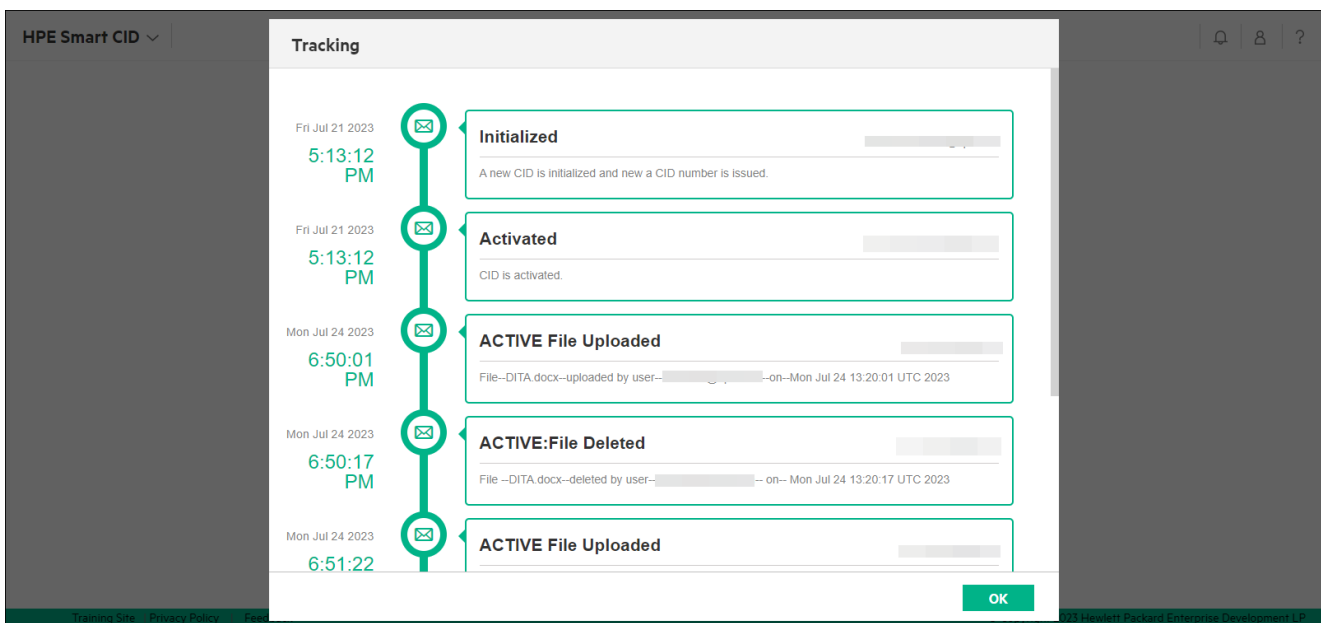 HPE Smart CID
Tracking
?
Fri Jul 21 2023
5:13:12
PM
Initialized
A new CID is initialized and new a CID number is issued.
Fri Jul 21 2023
5:13:12
PM
Activated
CID is activated.
Mon Jul 24 2023
6:50:01
PM
ACTIVE File Uploaded
File--DITA.docx--uploaded by user-- --on--Mon Jul 24 13:20:01 UTC 2023
Mon Jul 24 2023
6:50:17
PM
ACTIVE:File Deleted
File --DITA.docx--deleted by user-- -- on-- Mon Jul 24 13:20:17 UTC 2023
Mon Jul 24 2023
6:51:22
ACTIVE File Uploaded
OK
Training Site Privacy Policy 2023 Hewlett Packard Enterprise Development LP